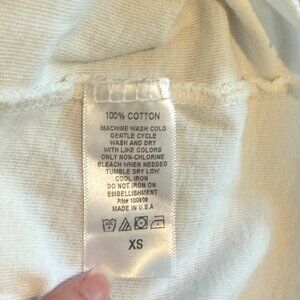 100% COTTON
MACHINE WASH COLD
GENTLE CYCLE
WASH AND DRY
WITH LIKE COLORS
ONLY NON-CHLORINE
BLEACH WHEN NEEDED
TUMBLE DRY LOW
COOL IRON
DO NOT IRON ON
EMBELLISHMENT
RN# 100609
MADE IN U.S.A
XS